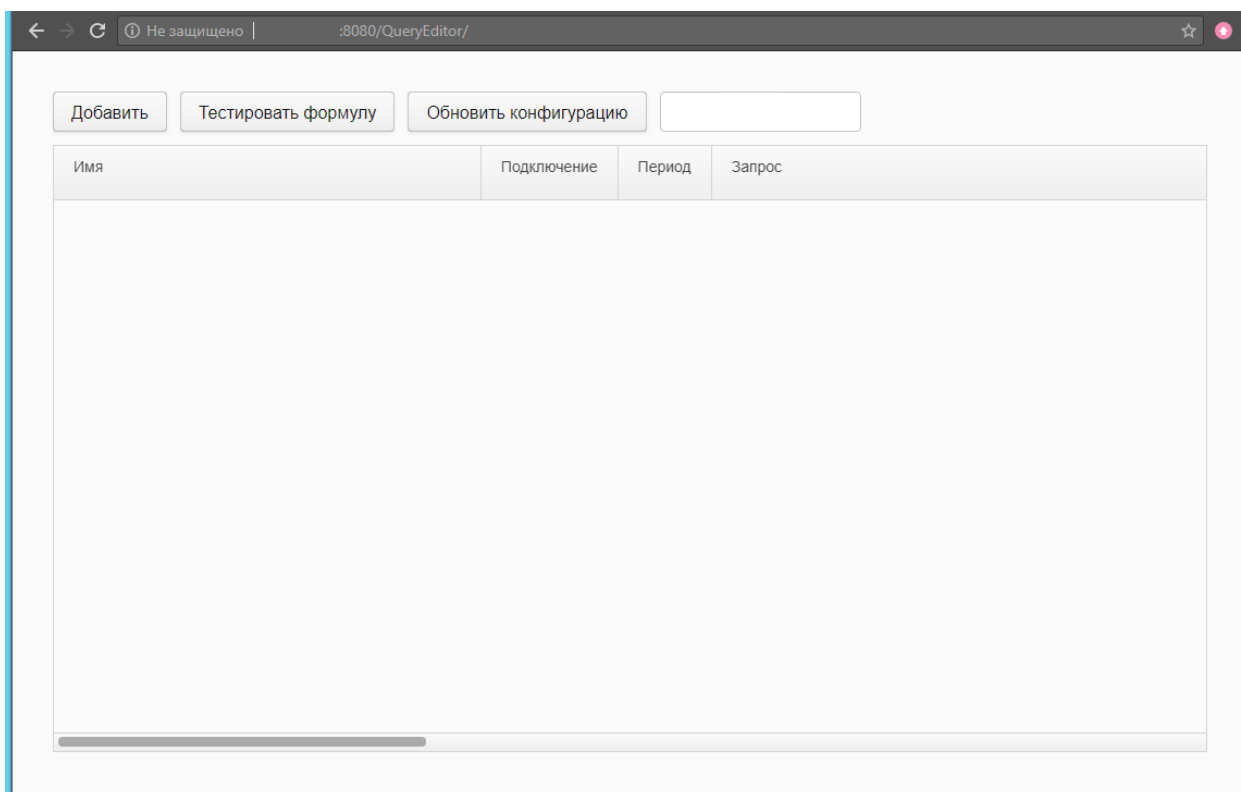 Не защищено | :8080/QueryEditor/
Добавить Тестировать формулу Обновить конфигурацию
Имя Подключение Период Запрос